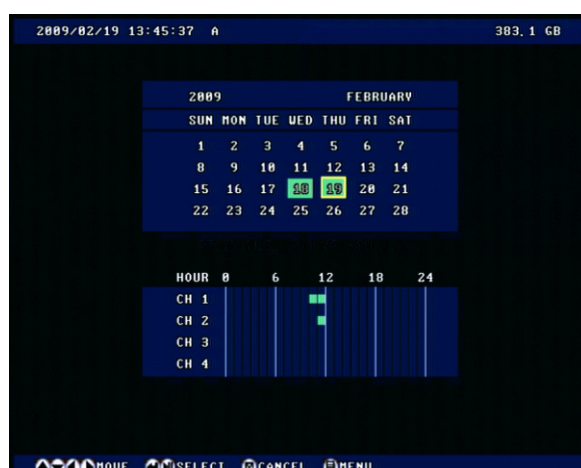 2009/02/19 13:45:37 A 383.1 GB
2009 FEBRUARY
SUN MON TUE WED THU FRI SAT
1 2 3 4 5 6 7
8 9 10 11 12 13 14
15 16 17 18 19 20 21
22 23 24 25 26 27 28
HOUR 0 6 12 18 24
CH 1
CH 2
CH 3
CH 4
MOVE SELECT CANCEL MENU